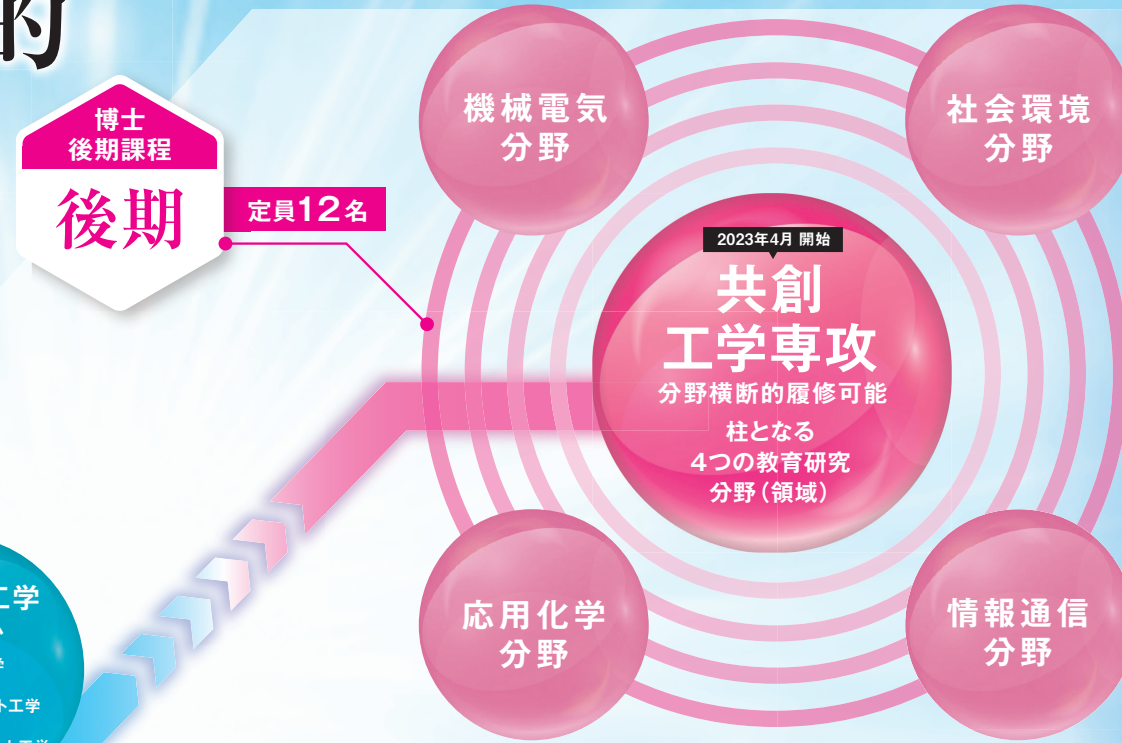 的
博士
後期課程
後期
定員12名
機械電気
分野
社会環境
分野
2023年4月 開始
共創
工学専攻
分野横断的履修可能
柱となる
4つの教育研究
分野(領域)
応用化学
分野
情報通信
分野
工学
ト工学